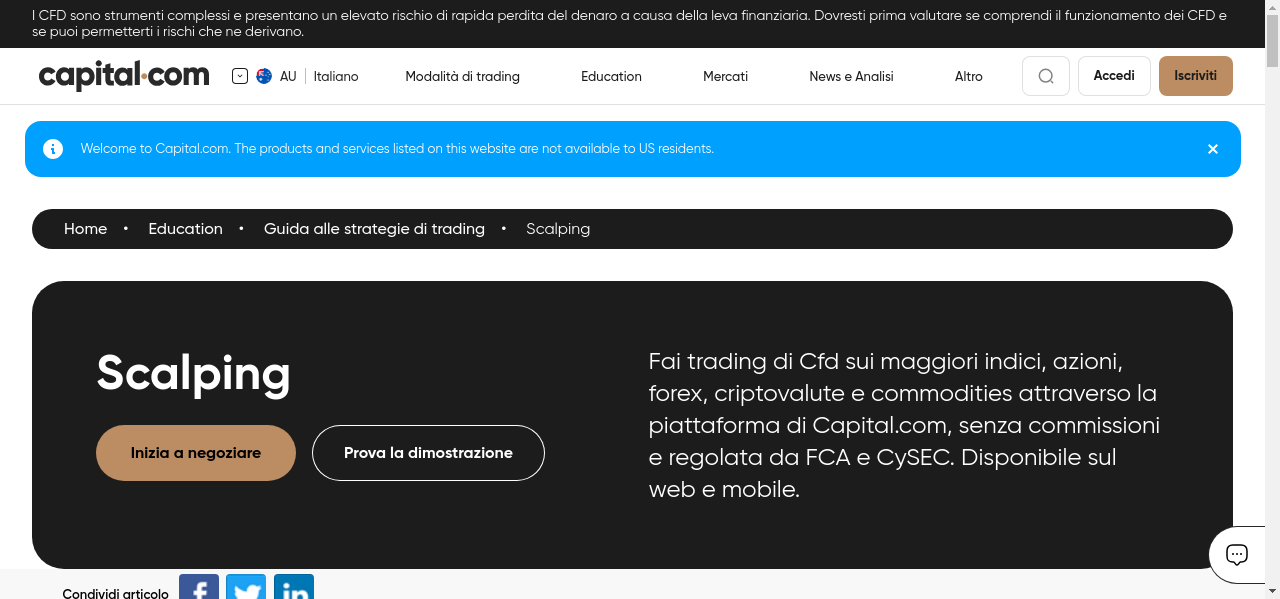 I CFD sono strumenti complessi e presentano un elevato rischio di rapida perdita del denaro a causa della leva finanziaria. Dovresti prima valutare se comprendi il funzionamento dei CFD e
se puoi permetterti i rischi che ne derivano.
capital.com
AU
Italiano
Modalità di trading
Education
Mercati
News e Analisi
Altro
Accedi
Iscriviti
Welcome to Capital.com. The products and services listed on this website are not available to US residents.
Home • Education • Guida alle strategie di trading • Scalping
Scalping
Inizia a negoziare
Prova la dimostrazione
Fai trading di Cfd sui maggiori indici, azioni,
forex, criptovalute e commodities attraverso la
piattaforma di Capital.com, senza commissioni
e regolata da FCA e CySEC. Disponibile sul
web e mobile.
Condividi articolo